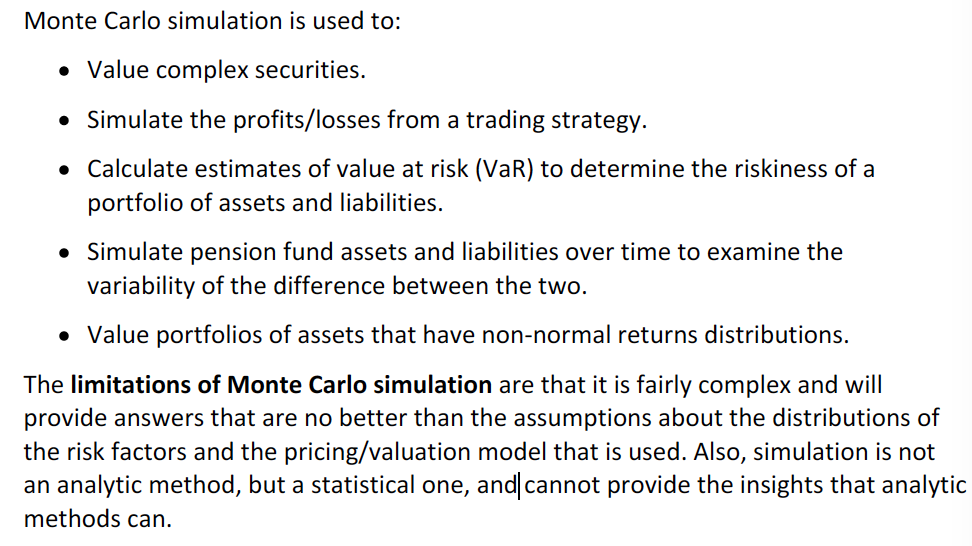 Monte Carlo simulation is used to:
• Value complex securities.
• Simulate the profits/losses from a trading strategy.
• Calculate estimates of value at risk (VaR) to determine the riskiness of a
portfolio of assets and liabilities.
• Simulate pension fund assets and liabilities over time to examine the
variability of the difference between the two.
• Value portfolios of assets that have non-normal returns distributions.
The limitations of Monte Carlo simulation are that it is fairly complex and will
provide answers that are no better than the assumptions about the distributions of
the risk factors and the pricing/valuation model that is used. Also, simulation is not
an analytic method, but a statistical one, and cannot provide the insights that analytic
methods can.